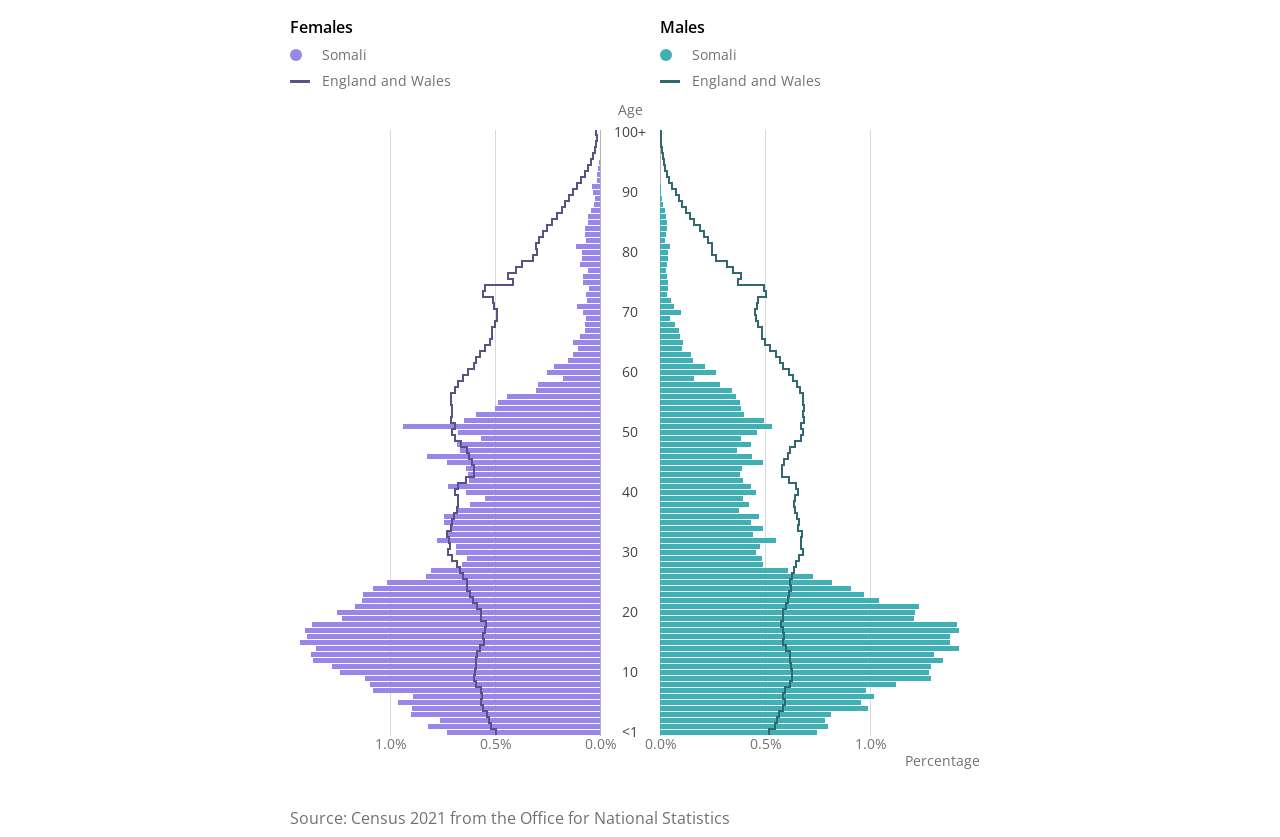 Females
Somali
England and Wales
Males
Somali
England and Wales
Age
100+
90
80
70
60
50
40
30
20
10
<1
1.0% 0.5% 0.0% 0.0% 0.5% 1.0%
Percentage
Source: Census 2021 from the Office for National Statistics